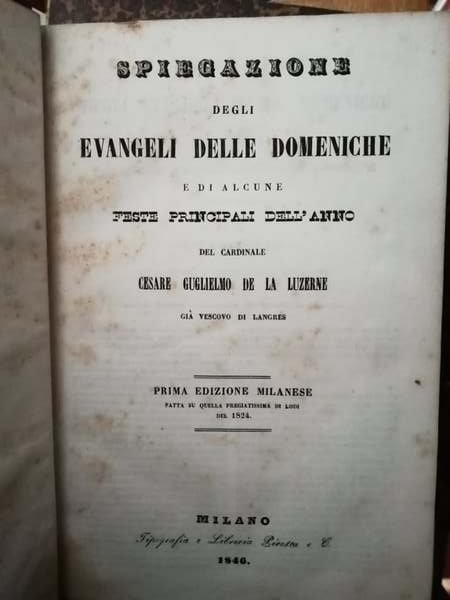 SPIEGAZIONE
DEGLI
EVANGELI DELLE DOMENICHE
E DI ALCUNE
FESTE PRINCIPALI DELL'ANNO
DEL CARDINALE
CESARE GUGLIELMO DE LA LUZERNE
GIÀ VESCOVO DI LANGRES
PRIMA EDIZIONE MILANESE
FATTA SU QUELLA PREGIATISSIMA DI LODI
DEL 1824.
MILANO
Tipografia e Libreria Pirotta e C.
1846.